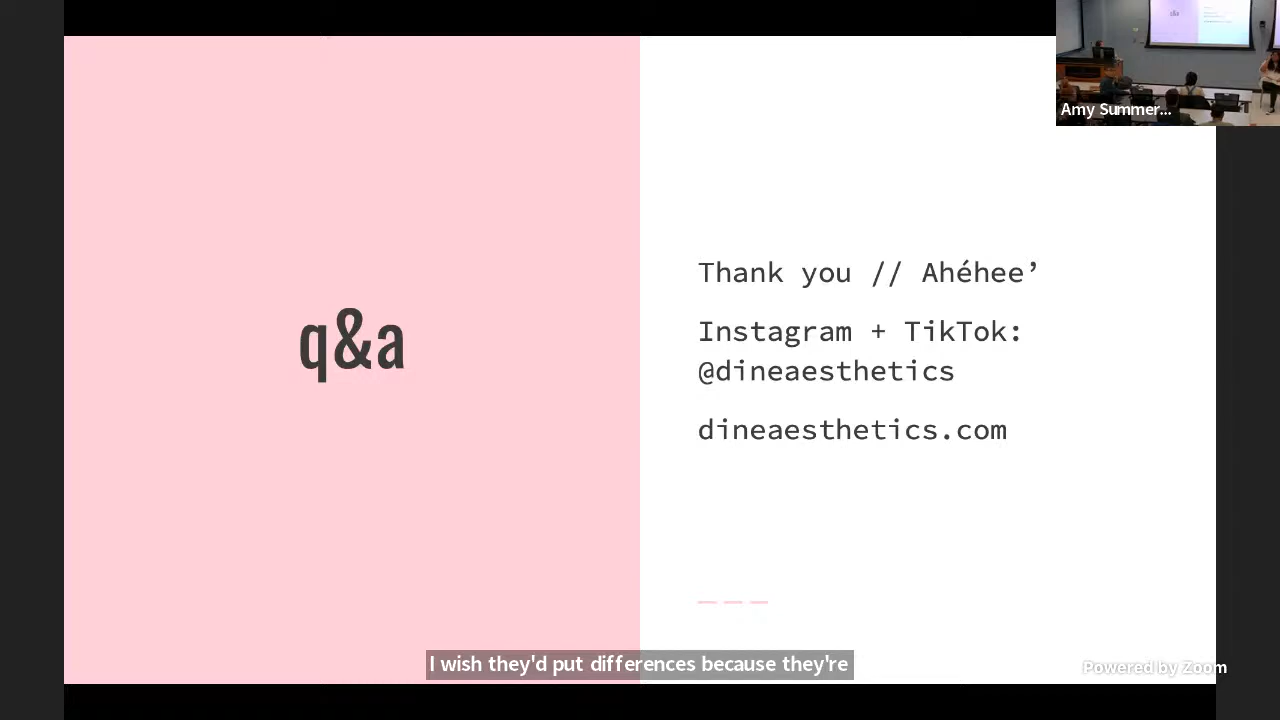 Amy Summer...
q&a
Thank you // Ahéhee’
Instagram + TikTok:
@dineaesthetics
dineaesthetics.com
I wish they'd put differences because they're
Powered by Zoom